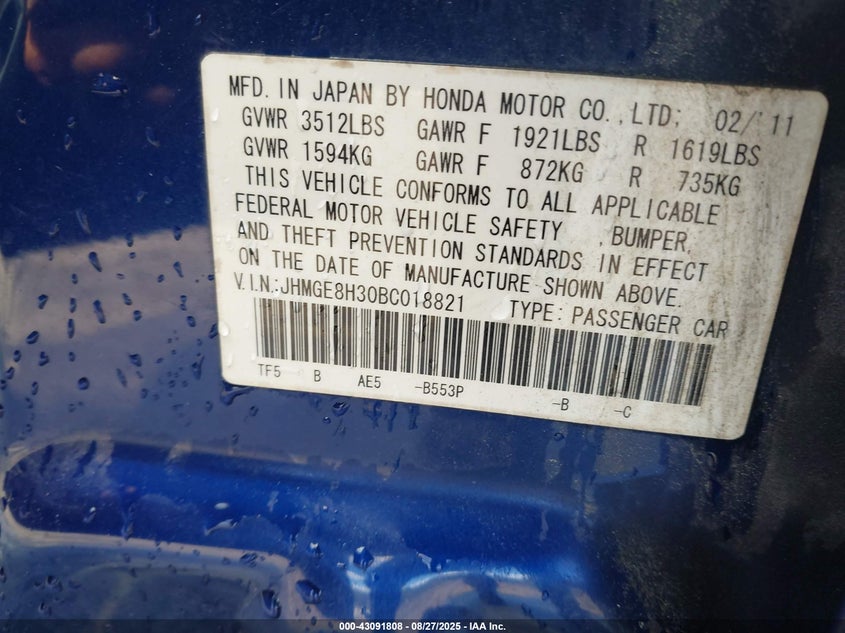 MFD. IN JAPAN BY HONDA MOTOR CO.,LTD; 02/'11
GVWR 3512LBS GAWR F 1921LBS R 1619LBS
GVWR 1594KG GAWR F 872KG R 735KG
THIS VEHICLE CONFORMS TO ALL APPLICABLE
FEDERAL MOTOR VEHICLE SAFETY ,BUMPER,
AND THEFT PREVENTION STANDARDS IN EFFECT
ON THE DATE OF MANUFACTURE SHOWN ABOVE.
V.I.N.:JHMGE8H30BC018821 TYPE: PASSENGER CAR
TF5 B AE5 -B553P -B -C
000-43091808 - 08/27/2025 - IAA Inc.